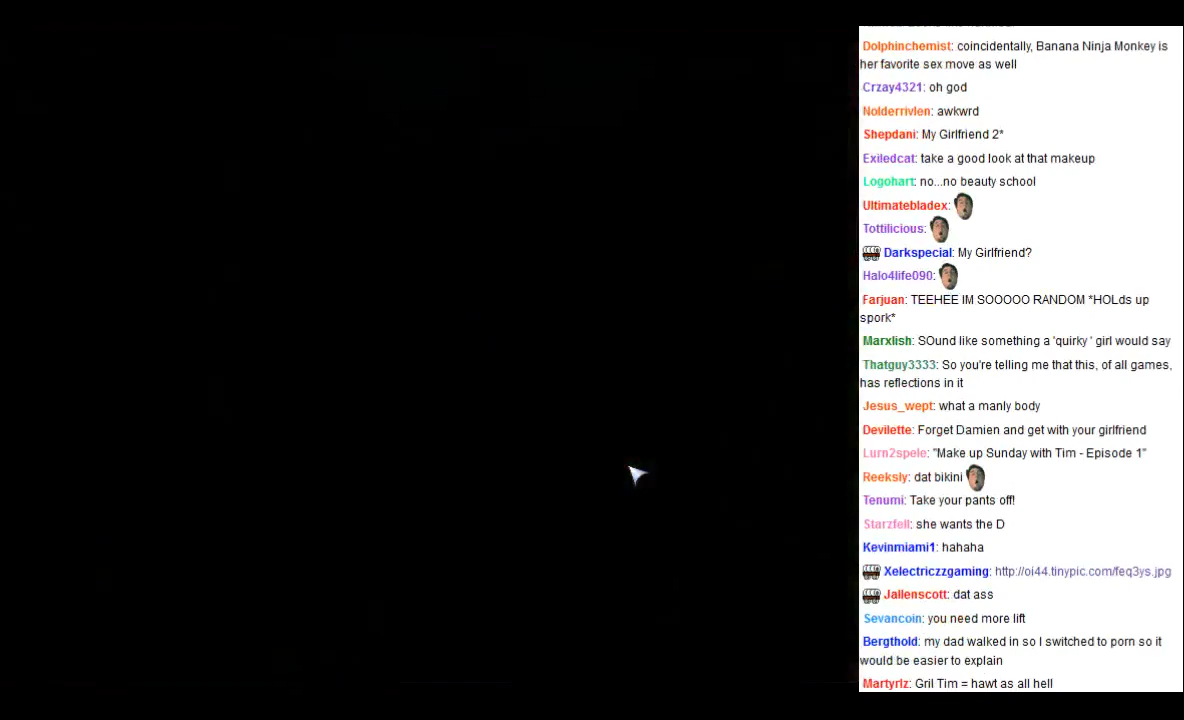 Dolphinchemist: coincidentally, Banana Ninja Monkey is
her favorite sex move as well
Crzay4321: oh god
Nolderrivlen: awkwrd
Shepdani: My Girlfriend 2*
Exiledcat: take a good look at that makeup
Logohart: no...no beauty school
Ultimatebladex:
Tottilicious:
Darkspecial: My Girlfriend?
Halo4life090:
Farjuan: TEEHEE IM SOOOOO RANDOM *HOLds up
spork*
Marxlish: SOund like something a 'quirky ' girl would say
Thatguy3333: So you're telling me that this, of all games,
has reflections in it
Jesus_wept: what a manly body
Devilette: Forget Damien and get with your girlfriend
Lurn2spele: "Make up Sunday with Tim - Episode 1"
Reeksly: dat bikini
Tenumi: Take your pants off!
Starzfell: she wants the D
Kevinmiami1: hahaha
Xelectriczzgaming: http://oi44.tinypic.com/feq3ys.jpg
Jallenscott: dat ass
Sevancoin: you need more lift
Bergthold: my dad walked in so I switched to porn so it
would be easier to explain
Martyrlz: Gril Tim = hawt as all hell